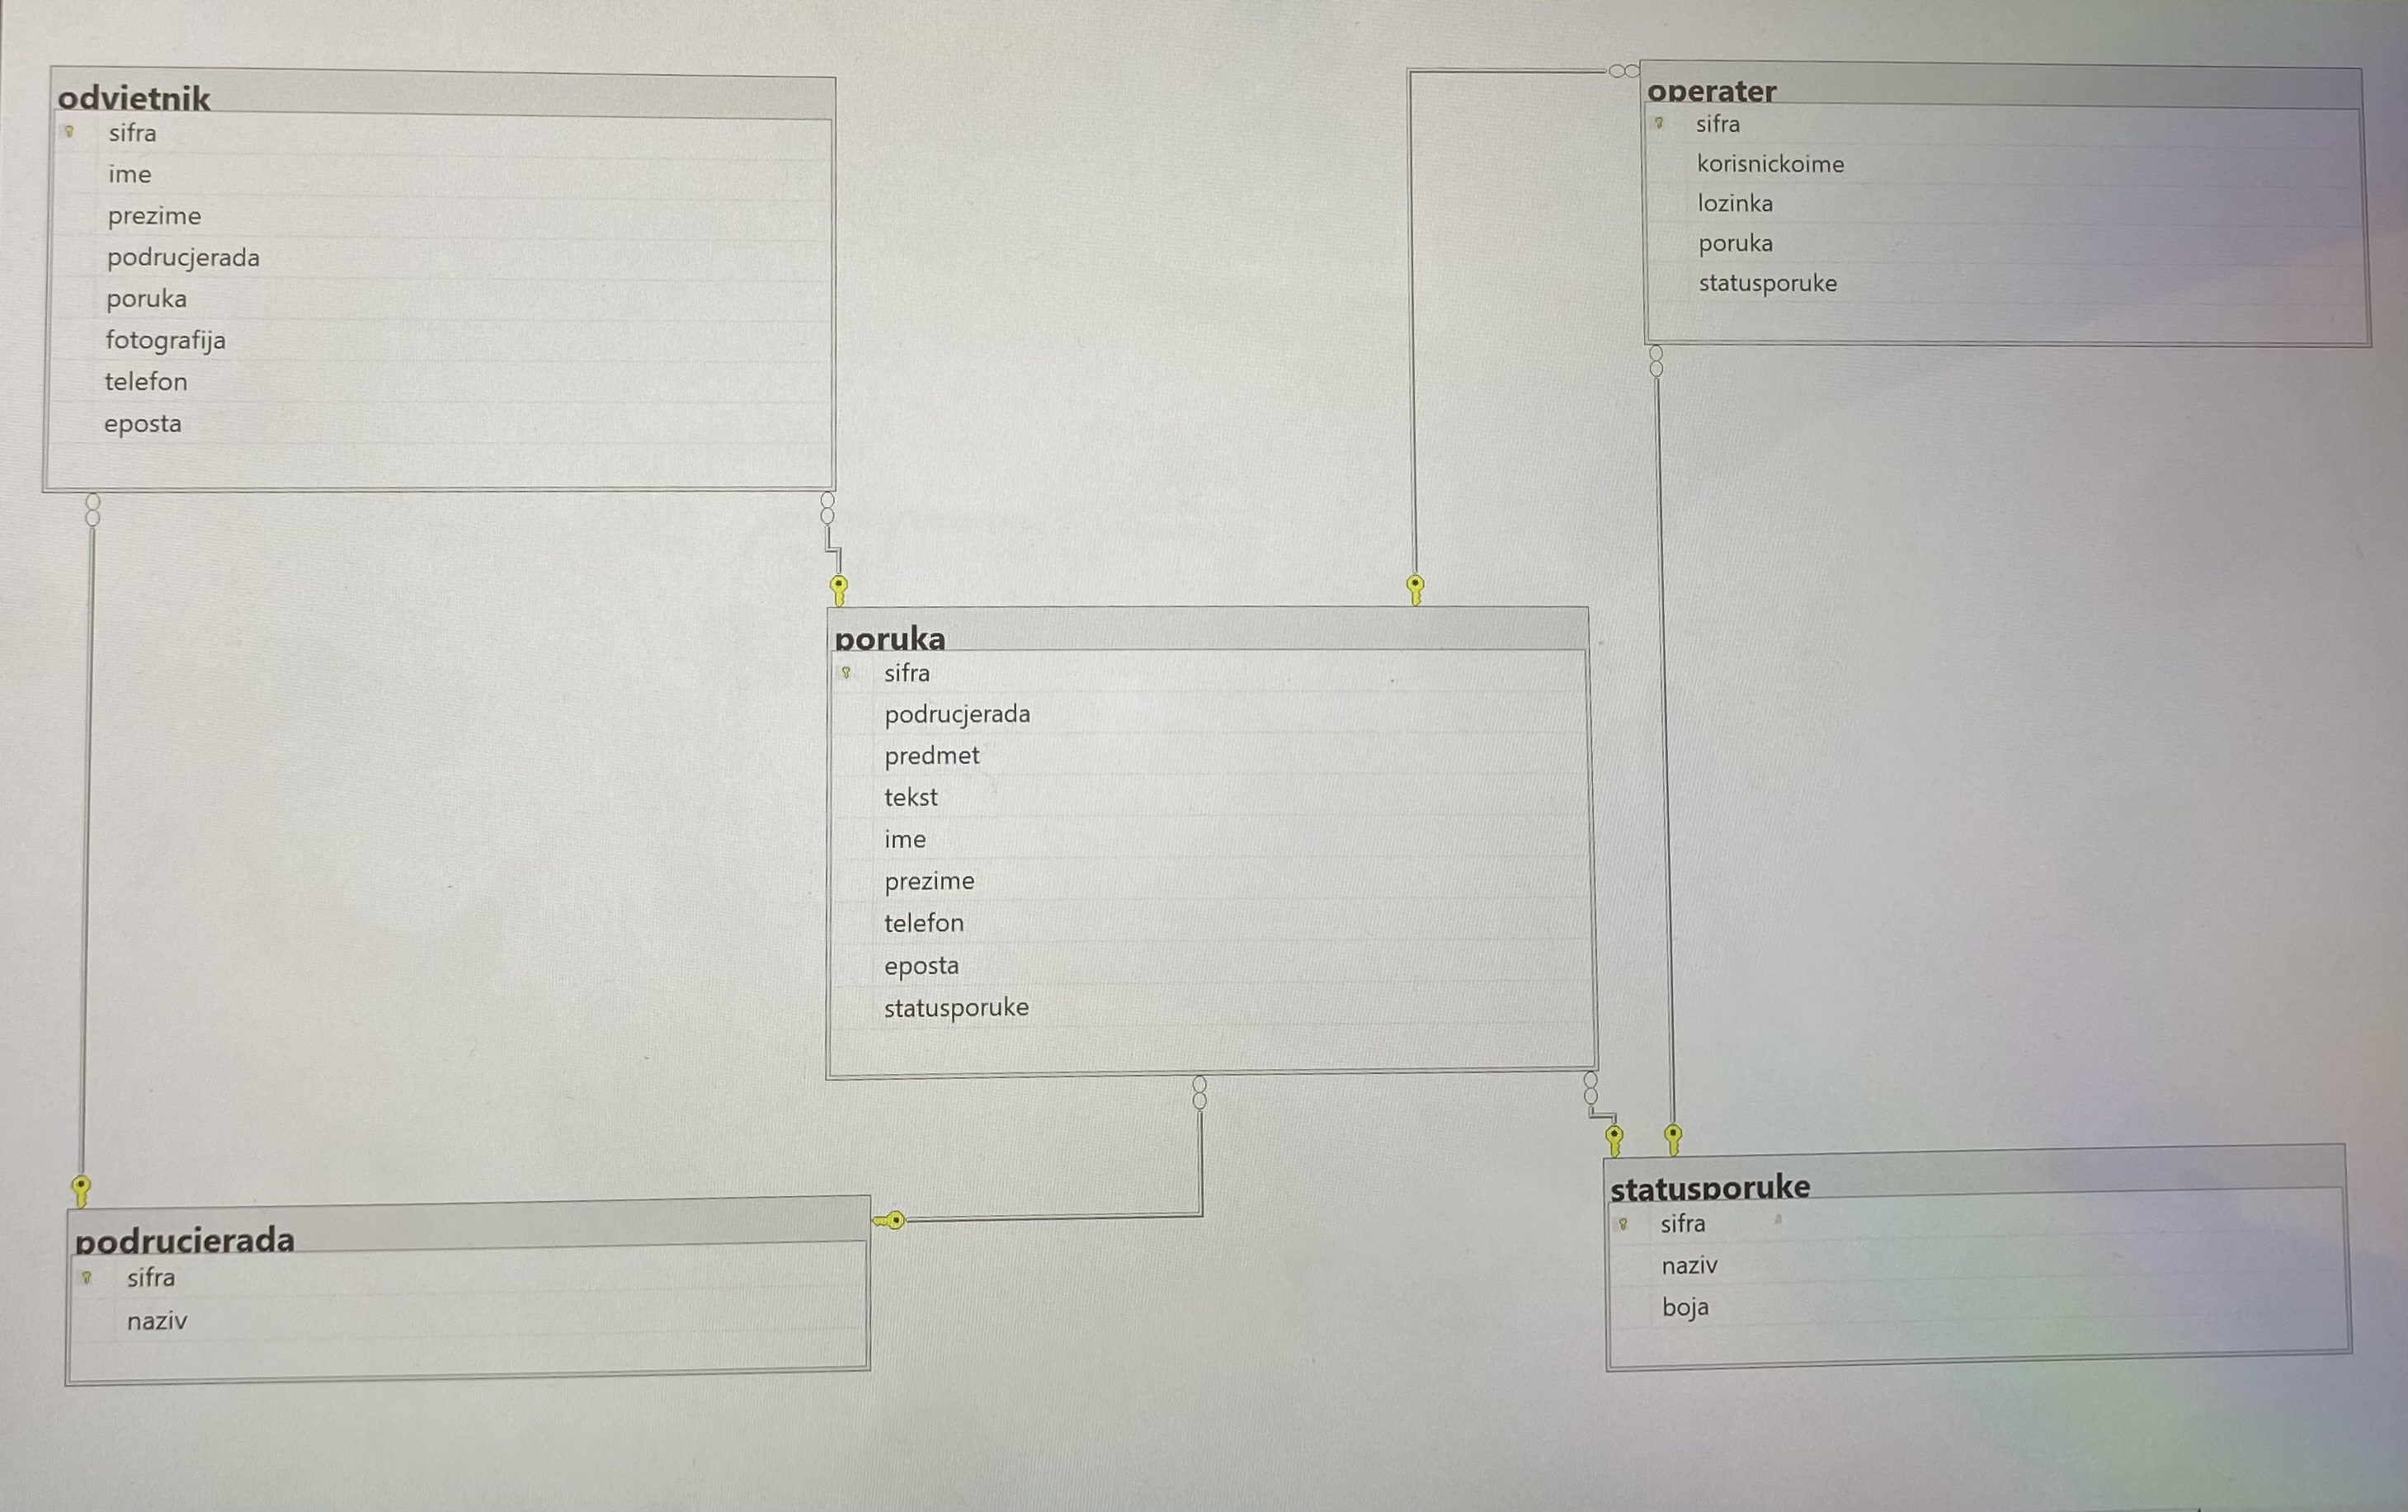 odvjetnik
sifra
ime
prezime
podrucjerada
poruka
fotografija
telefon
eposta
operater
sifra
korisnickoime
lozinka
poruka
statusporuke
poruka
sifra
podrucjerada
predmet
tekst
ime
prezime
telefon
eposta
statusporuke
podrucjerada
sifra
naziv
statusporuke
sifra
naziv
boja